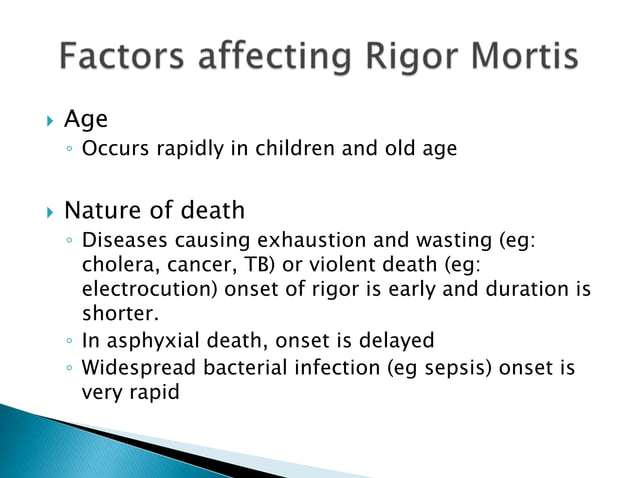 Factors affecting Rigor Mortis
Age
Occurs rapidly in children and old age
Nature of death
Diseases causing exhaustion and wasting (eg:
cholera, cancer, TB) or violent death (eg:
electrocution) onset of rigor is early and duration is
shorter.
In asphyxial death, onset is delayed
Widespread bacterial infection (eg sepsis) onset is
very rapid